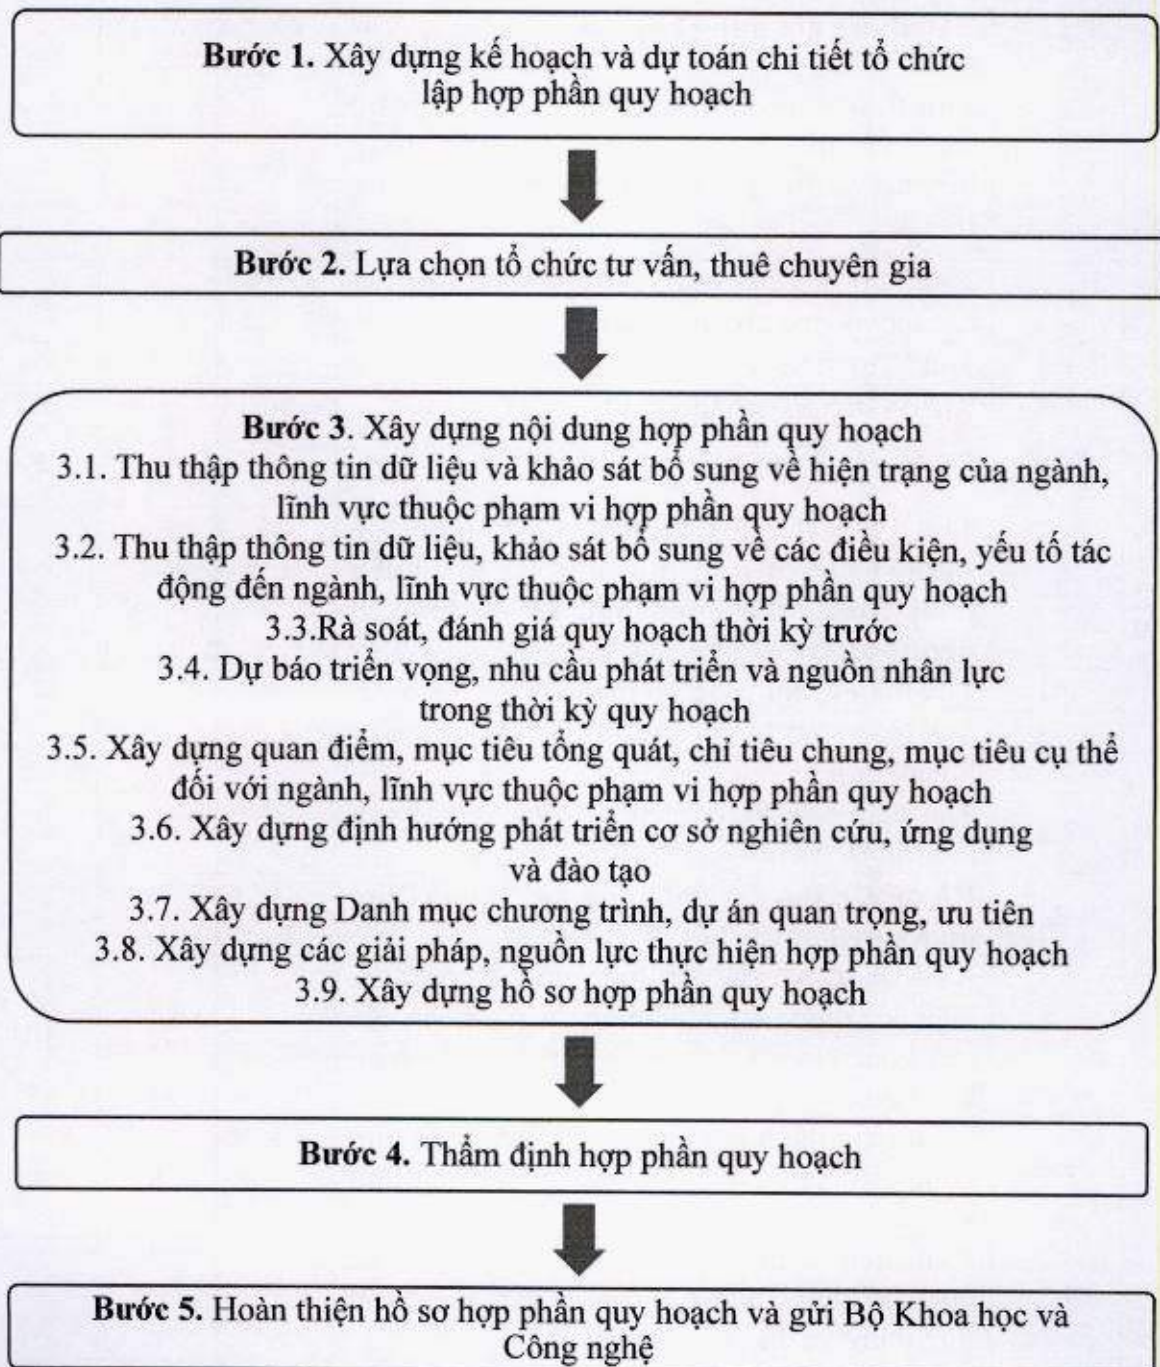 Bước 1. Xây dựng kế hoạch và dự toán chi tiết tổ chức
lập hợp phần quy hoạch
Bước 2. Lựa chọn tổ chức tư vấn, thuê chuyên gia
Bước 3. Xây dựng nội dung hợp phần quy hoạch
3.1. Thu thập thông tin dữ liệu và khảo sát bổ sung về hiện trạng của ngành,
lĩnh vực thuộc phạm vi hợp phần quy hoạch
3.2. Thu thập thông tin dữ liệu, khảo sát bổ sung về các điều kiện, yếu tố tác
động đến ngành, lĩnh vực thuộc phạm vi hợp phần quy hoạch
3.3.Rà soát, đánh giá quy hoạch thời kỳ trước
3.4. Dự báo triển vọng, nhu cầu phát triển và nguồn nhân lực
trong thời kỳ quy hoạch
3.5. Xây dựng quan điểm, mục tiêu tổng quát, chỉ tiêu chung, mục tiêu cụ thể
đối với ngành, lĩnh vực thuộc phạm vi hợp phần quy hoạch
3.6. Xây dựng định hướng phát triển cơ sở nghiên cứu, ứng dụng
và đào tạo
3.7. Xây dựng Danh mục chương trình, dự án quan trọng, ưu tiên
3.8. Xây dựng các giải pháp, nguồn lực thực hiện hợp phần quy hoạch
3.9. Xây dựng hồ sơ hợp phần quy hoạch
Bước 4. Thẩm định hợp phần quy hoạch
Bước 5. Hoàn thiện hồ sơ hợp phần quy hoạch và gửi Bộ Khoa học và
Công nghệ